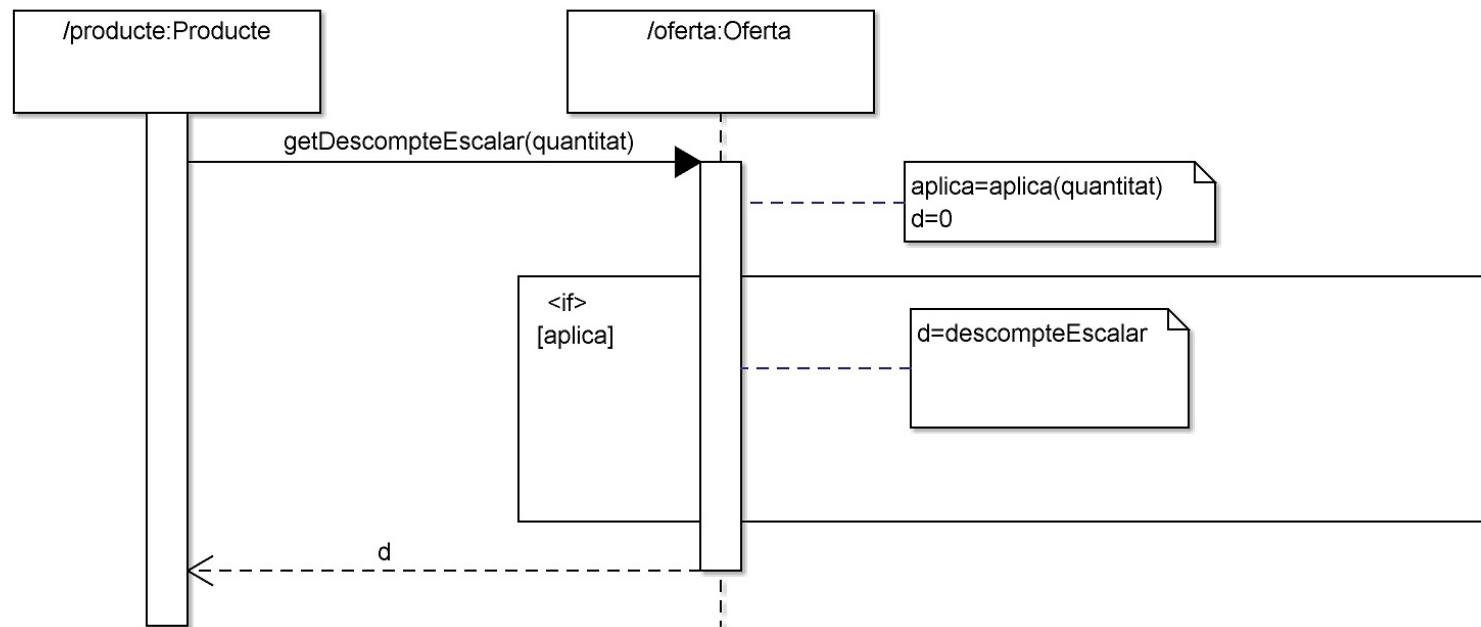 /producte:Producte
/oferta:Oferta
getDescompteEscalar(quantitat)
aplica=aplica(quantitat)
d=0
<if>
[aplica]
d=descompteEscalar
d